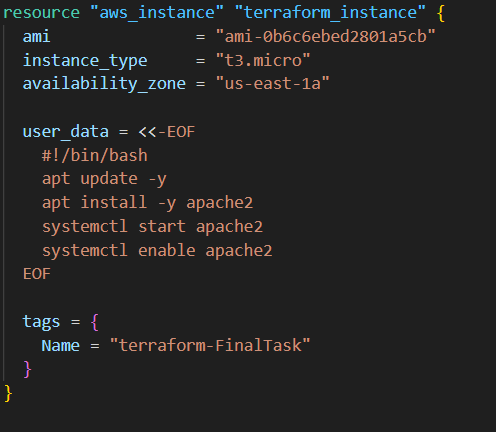 resource "aws_instance" "terraform_instance" {
  ami               = "ami-0b6c6ebed2801a5cb"
  instance_type     = "t3.micro"
  availability_zone = "us-east-1a"

  user_data = <<-EOF
    #!/bin/bash
    apt update -y
    apt install -y apache2
    systemctl start apache2
    systemctl enable apache2
  EOF

  tags = {
    Name = "terraform-FinalTask"
  }
}